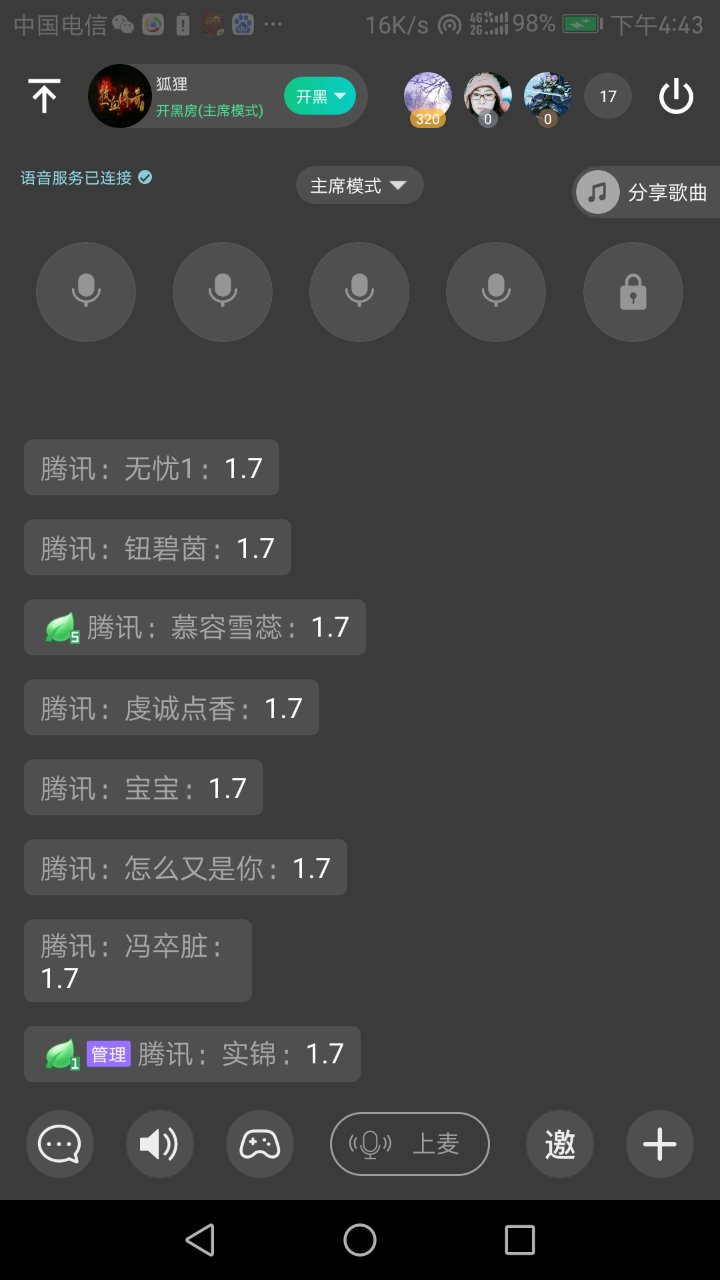 中国电信 16K/s 4G 2G 98% 下午4:43
狐狸
开黑房(主席模式)
开黑
320
0
0
17
语音服务已连接
主席模式
分享歌曲
腾讯：无忧1：1.7
腾讯：钮碧茵：1.7
5 腾讯：慕容雪蕊：1.7
腾讯：虔诚点香：1.7
腾讯：宝宝：1.7
腾讯：怎么又是你：1.7
腾讯：冯卒脏：
1.7
1 管理 腾讯：实锦：1.7
上麦
邀